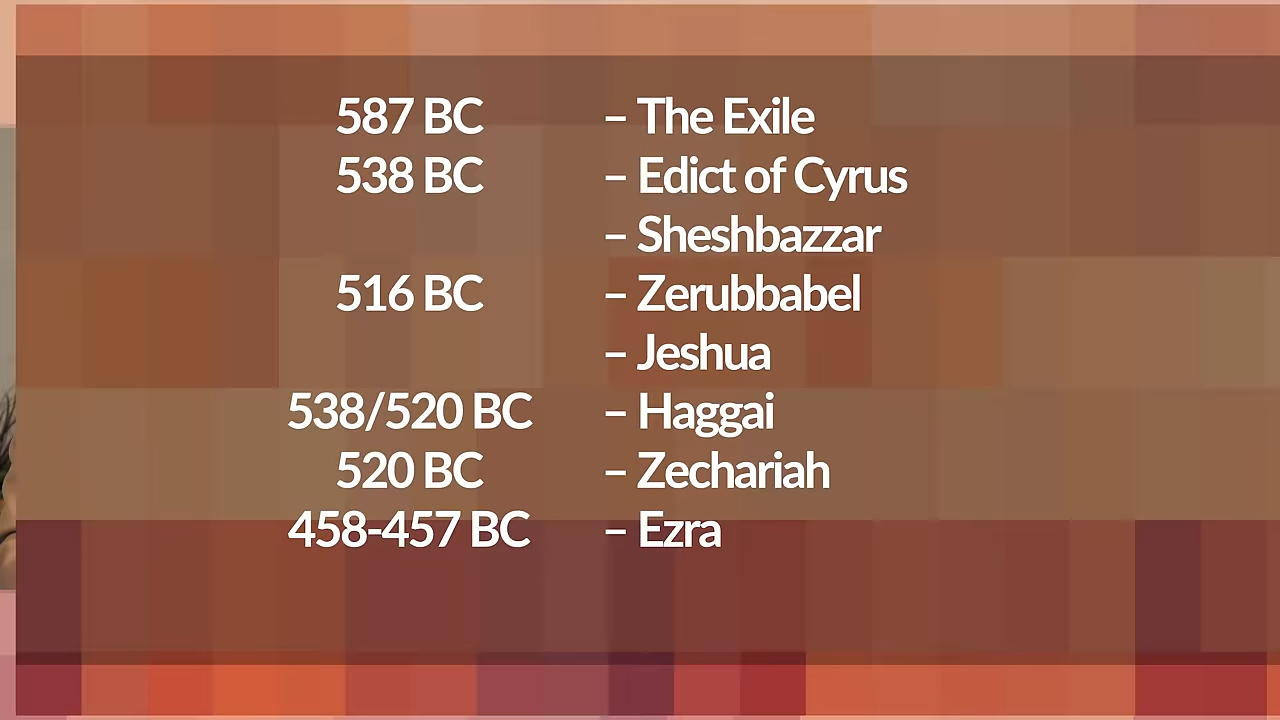 587 BC – The Exile
538 BC – Edict of Cyrus
– Sheshbazzar
516 BC – Zerubbabel
– Jeshua
538/520 BC – Haggai
520 BC – Zechariah
458-457 BC – Ezra